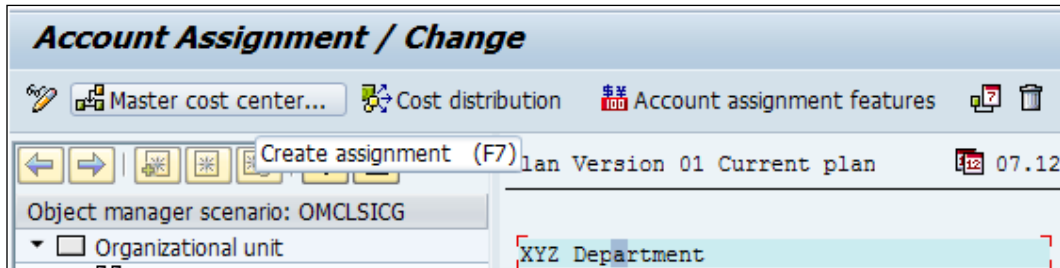 Account Assignment / Change
Master cost center... Cost distribution Account assignment features
Create assignment (F7)
lan Version 01 Current plan 07.12
Object manager scenario: OMCLSICG
Organizational unit
XYZ Department